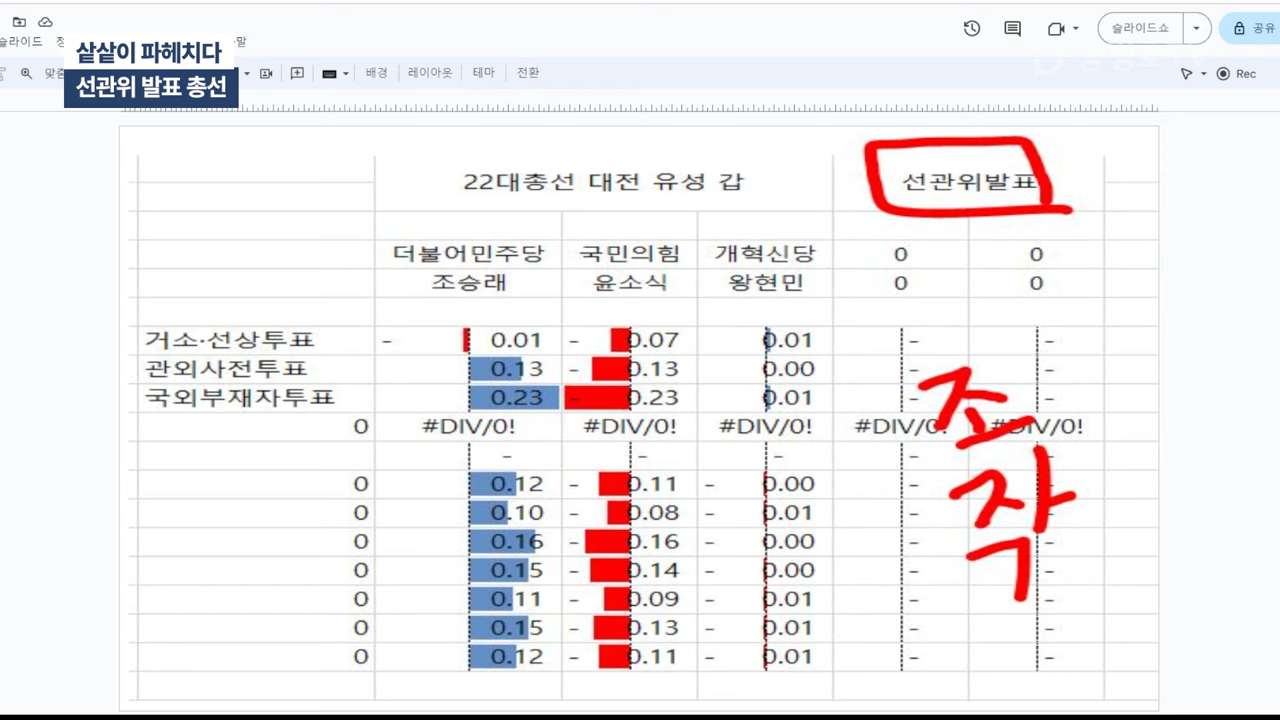 슬라이드
살샅이 파헤치다
선관위 발표 총선
슬라이드쇼
공유
배경 레이아웃 테마 전환
Rec
22대총선 대전 유성 갑 선관위발표
더불어민주당 국민의힘 개혁신당 0 0
조승래 윤소식 왕현민 0 0
거소·선상투표 - 0.01 - 0.07 0.01 - -
관외사전투표 0.13 - 0.13 0.00 - -
국외부재자투표 0.23 - 0.23 0.01 - -
0 #DIV/0! #DIV/0! #DIV/0! #DIV/0! #DIV/0!
- - - - -
0 0.12 - 0.11 - 0.00 - -
0 0.10 - 0.08 - 0.01 - -
0 0.16 - 0.16 - 0.00 - -
0 0.15 - 0.14 - 0.00 - -
0 0.11 - 0.09 - 0.01 - -
0 0.15 - 0.13 - 0.01 - -
0 0.12 - 0.11 - 0.01 - -
조
작